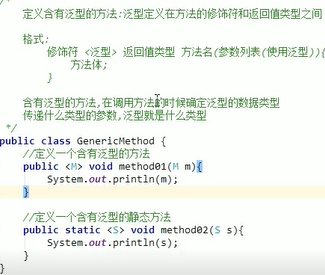 /*
定义含有泛型的方法:泛型定义在方法的修饰符和返回值类型之间
格式:
修饰符 <泛型> 返回值类型 方法名(参数列表(使用泛型)){
方法体;
}
含有泛型的方法,在调用方法的时候确定泛型的数据类型
传递什么类型的参数,泛型就是什么类型
*/
public class GenericMethod {
//定义一个含有泛型的方法
public <M> void method01(M m){
System.out.println(m);
}
//定义一个含有泛型的静态方法
public static <S> void method02(S s){
System.out.println(s);
}
}